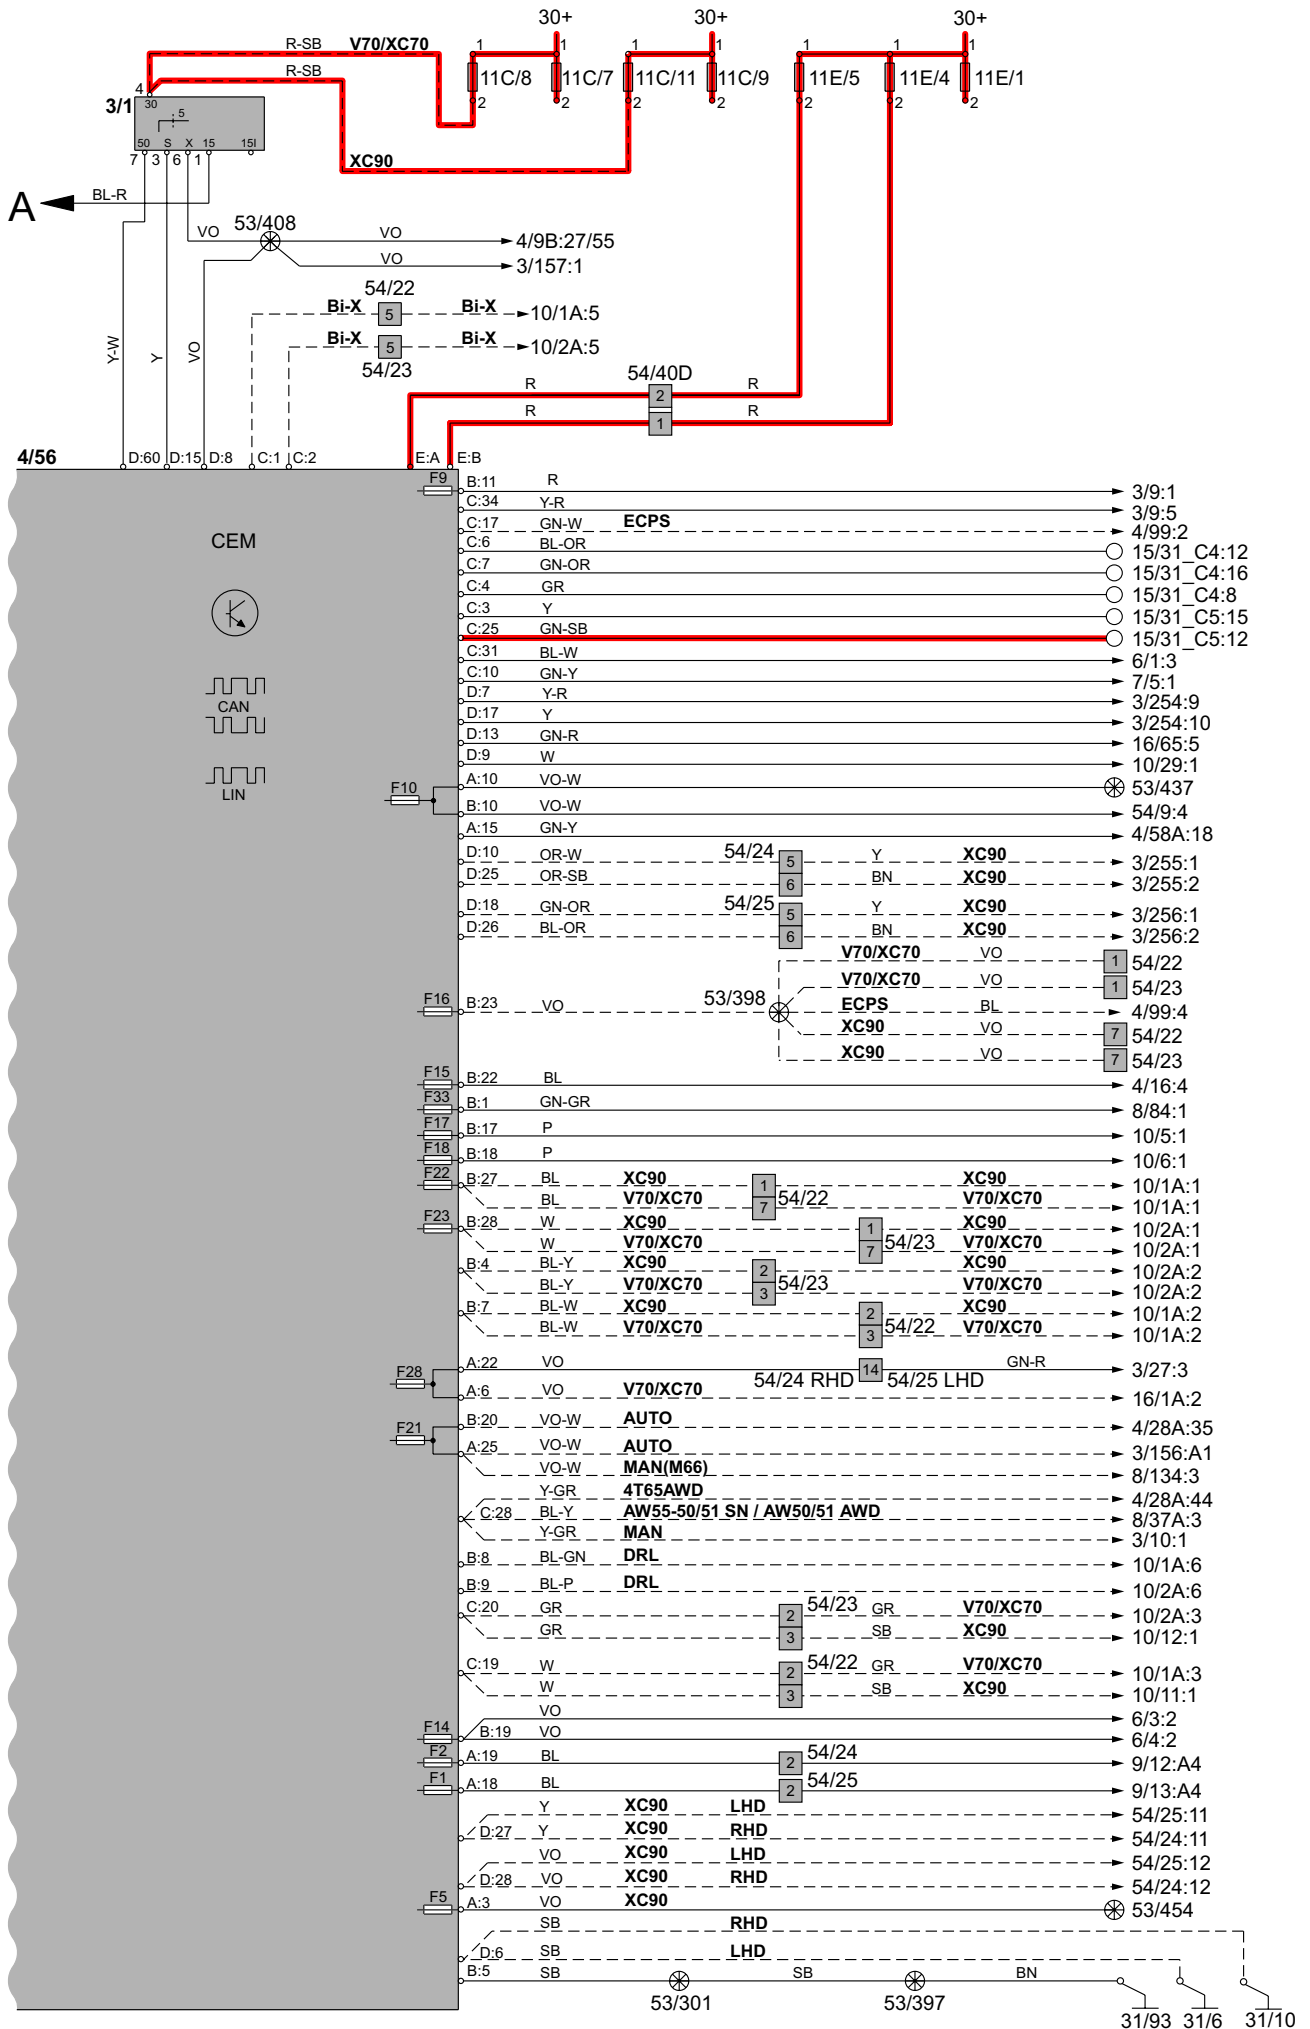 30+ 30+ 30+
R-SB V70/XC70 1 1 1 1 1 1 1
R-SB 11C/8 11C/7 11C/11 11C/9 11E/5 11E/4 11E/1
4 2 2 2 2 2 2 2
3/1 30
5
50 S X 15 15I
7 3 6 1
XC90
A BL-R
53/408
VO VO 4/9B:27/55
VO 3/157:1
54/22
Bi-X 5 Bi-X 10/1A:5
Bi-X 5 Bi-X 10/2A:5
54/23
Y-W Y VO
54/40D
R 2 R
R 1 R
4/56 D:60 D:15 D:8 C:1 C:2 E:A E:B
CEM
CAN
LIN
F9 B:11 R 3/9:1
C:34 Y-R 3/9:5
C:17 GN-W ECPS 4/99:2
C:6 BL-OR 15/31_C4:12
C:7 GN-OR 15/31_C4:16
C:4 GR 15/31_C4:8
C:3 Y 15/31_C5:15
C:25 GN-SB 15/31_C5:12
C:31 BL-W 6/1:3
C:10 GN-Y 7/5:1
D:7 Y-R 3/254:9
D:17 Y 3/254:10
D:13 GN-R 16/65:5
D:9 W 10/29:1
F10 A:10 VO-W 53/437
B:10 VO-W 54/9:4
A:15 GN-Y 4/58A:18
D:10 OR-W 54/24 5 Y XC90 3/255:1
D:25 OR-SB 6 BN XC90 3/255:2
D:18 GN-OR 54/25 5 Y XC90 3/256:1
D:26 BL-OR 6 BN XC90 3/256:2
V70/XC70 VO 1 54/22
V70/XC70 VO 1 54/23
F16 B:23 VO 53/398 ECPS BL 4/99:4
XC90 VO 7 54/22
XC90 VO 7 54/23
F15 B:22 BL 4/16:4
F33 B:1 GN-GR 8/84:1
F17 B:17 P 10/5:1
F18 B:18 P 10/6:1
F22 B:27 BL XC90 1 XC90 10/1A:1
BL V70/XC70 7 54/22 V70/XC70 10/1A:1
F23 B:28 W XC90 1 XC90 10/2A:1
W V70/XC70 7 54/23 V70/XC70 10/2A:1
B:4 BL-Y XC90 2 XC90 10/2A:2
BL-Y V70/XC70 3 54/23 V70/XC70 10/2A:2
B:7 BL-W XC90 2 XC90 10/1A:2
BL-W V70/XC70 3 54/22 V70/XC70 10/1A:2
F28 A:22 VO 54/24 RHD 14 54/25 LHD GN-R 3/27:3
A:6 VO V70/XC70 16/1A:2
F21 B:20 VO-W AUTO 4/28A:35
A:25 VO-W AUTO 3/156:A1
VO-W MAN(M66) 8/134:3
Y-GR 4T65AWD 4/28A:44
C:28 BL-Y AW55-50/51 SN / AW50/51 AWD 8/37A:3
Y-GR MAN 3/10:1
B:8 BL-GN DRL 10/1A:6
B:9 BL-P DRL 10/2A:6
C:20 GR 2 54/23 GR V70/XC70 10/2A:3
GR 3 SB XC90 10/12:1
C:19 W 2 54/22 GR V70/XC70 10/1A:3
W 3 SB XC90 10/11:1
VO 6/3:2
F14 B:19 VO 6/4:2
F2 A:19 BL 2 54/24 9/12:A4
F1 A:18 BL 2 54/25 9/13:A4
Y XC90 LHD 54/25:11
D:27 Y XC90 RHD 54/24:11
VO XC90 LHD 54/25:12
D:28 VO XC90 RHD 54/24:12
F5 A:3 VO XC90 53/454
SB RHD
D:6 SB LHD
B:5 SB 53/301 SB 53/397 BN
31/93 31/6 31/10